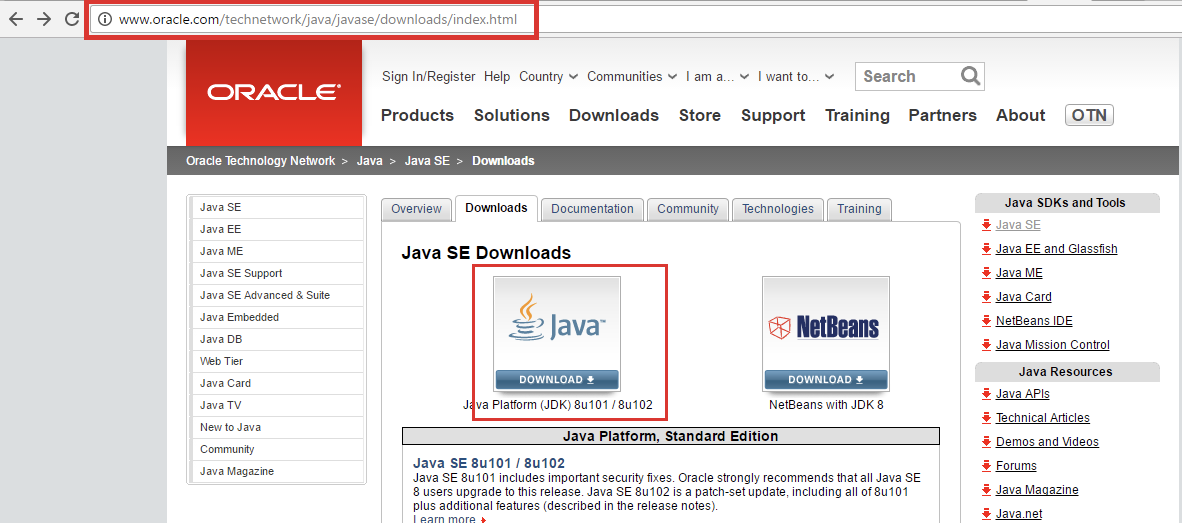 www.oracle.com/technetwork/java/javase/downloads/index.html
ORACLE®
Sign In/Register Help Country Communities I am a... I want to... Search
Products Solutions Downloads Store Support Training Partners About OTN
Oracle Technology Network > Java > Java SE > Downloads
Java SE
Java EE
Java ME
Java SE Support
Java SE Advanced & Suite
Java Embedded
Java DB
Web Tier
Java Card
Java TV
New to Java
Community
Java Magazine
Overview Downloads Documentation Community Technologies Training
Java SE Downloads
Java™
DOWNLOAD
Java Platform (JDK) 8u101 / 8u102
NetBeans
DOWNLOAD
NetBeans with JDK 8
Java Platform, Standard Edition
Java SE 8u101 / 8u102
Java SE 8u101 includes important security fixes. Oracle strongly recommends that all Java SE
8 users upgrade to this release. Java SE 8u102 is a patch-set update, including all of 8u101
plus additional features (described in the release notes).
Learn more
Java SDKs and Tools
Java SE
Java EE and Glassfish
Java ME
Java Card
NetBeans IDE
Java Mission Control
Java Resources
Java APIs
Technical Articles
Demos and Videos
Forums
Java Magazine
Java.net